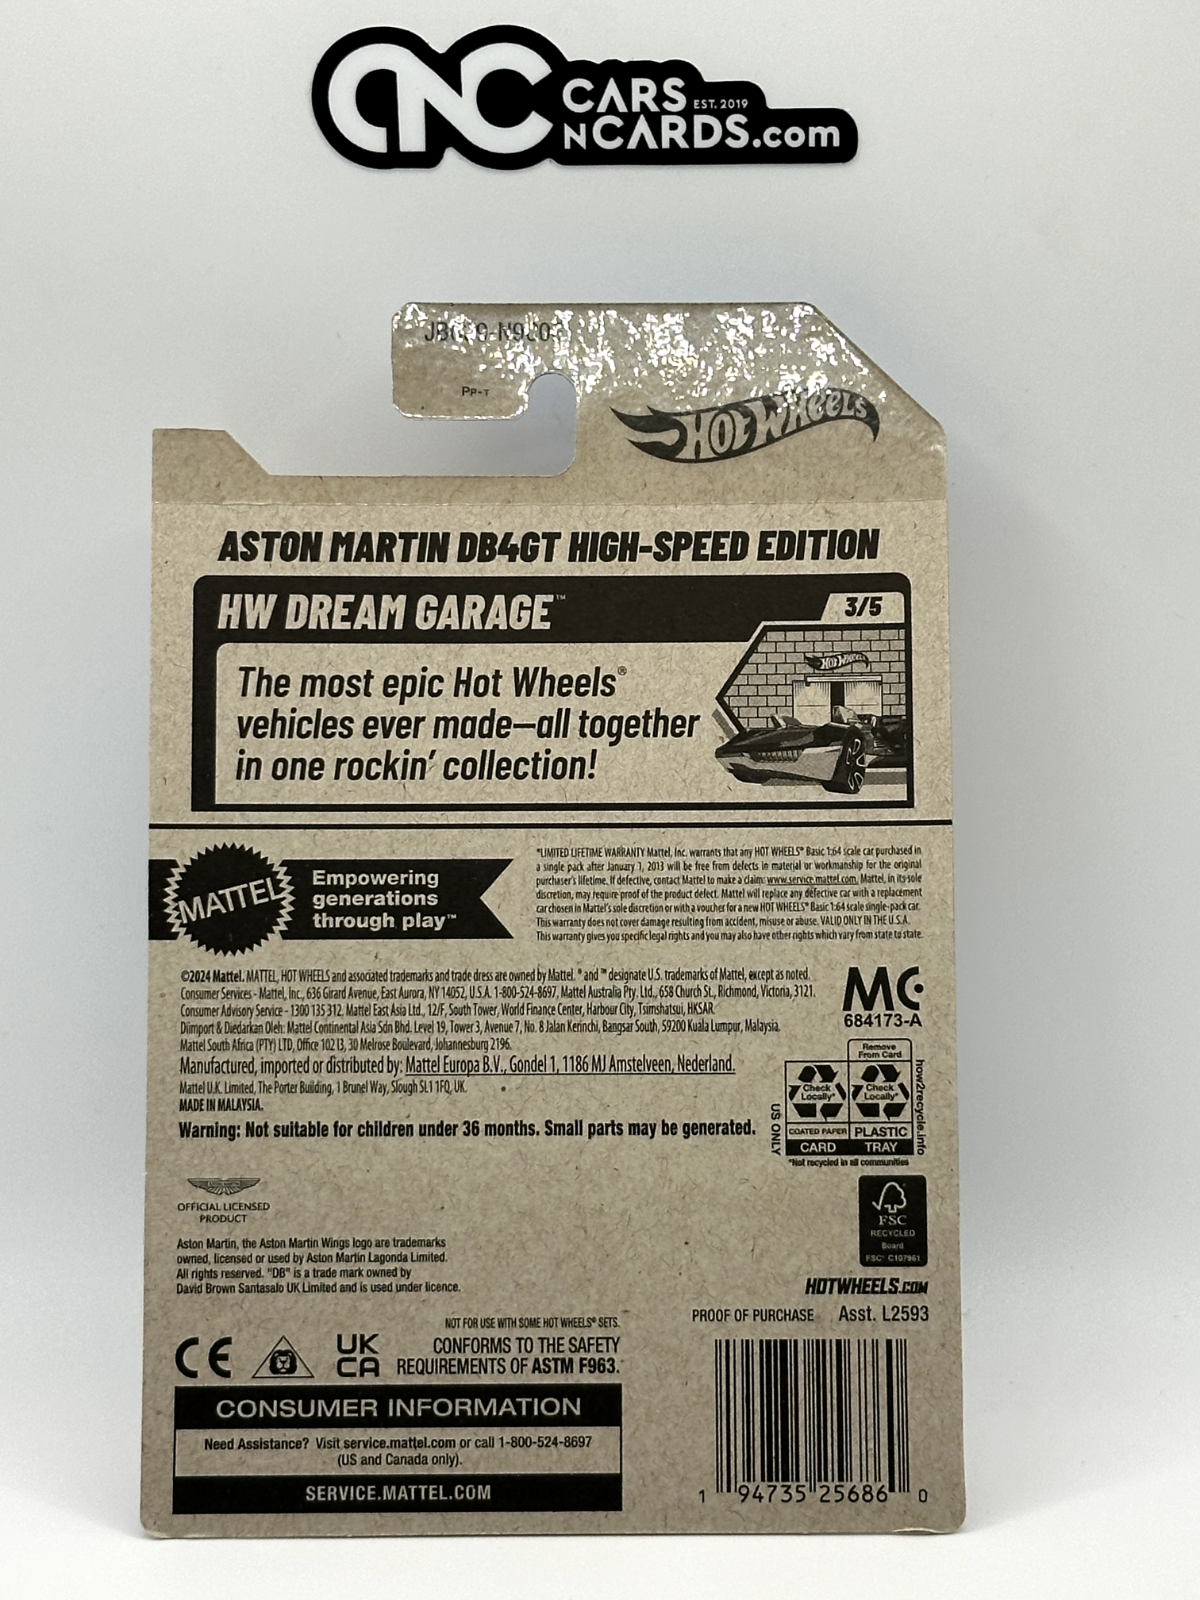 CNC CARS EST. 2019
NCARDS.com
PP-T
HOT WHEELS
ASTON MARTIN DB4GT HIGH-SPEED EDITION
HW DREAM GARAGE™
3/5
The most epic Hot Wheels®
vehicles ever made—all together
in one rockin' collection!
HOT WHEELS
MATTEL
Empowering
generations
through play™
*LIMITED LIFETIME WARRANTY Mattel, Inc. warrants that any HOT WHEELS® Basic 1:64 scale car purchased in
a single pack after January 1, 2013 will be free from defects in material or workmanship for the original
purchaser's lifetime. If defective, contact Mattel to make a claim: www.service.mattel.com. Mattel, in its sole
discretion, may require proof of the product defect. Mattel will replace any defective car with a replacement
car chosen in Mattel's sole discretion or with a voucher for a new HOT WHEELS® Basic 1:64 scale single-pack car.
This warranty does not cover damage resulting from accident, misuse or abuse. VALID ONLY IN THE U.S.A.
This warranty gives you specific legal rights and you may also have other rights which vary from state to state.
©2024 Mattel. MATTEL, HOT WHEELS and associated trademarks and trade dress are owned by Mattel. ® and ™ designate U.S. trademarks of Mattel, except as noted.
Consumer Services - Mattel, Inc., 636 Girard Avenue, East Aurora, NY 14052, U.S.A. 1-800-524-8697, Mattel Australia Pty. Ltd., 658 Church St., Richmond, Victoria, 3121.
Consumer Advisory Service - 1300 135 312. Mattel East Asia Ltd., 12/F, South Tower, World Finance Center, Harbour City, Tsimshatsui, HKSAR.
Diimport & Diedarkan Oleh: Mattel Continental Asia Sdn Bhd. Level 19, Tower 3, Avenue 7, No. 8 Jalan Kerinchi, Bangsar South, 59200 Kuala Lumpur, Malaysia.
Mattel South Africa (PTY) LTD, Office 102 I3, 30 Melrose Boulevard, Johannesburg 2196.
Manufactured, imported or distributed by: Mattel Europa B.V., Gondel 1, 1186 MJ Amstelveen, Nederland.
Mattel U.K. Limited, The Porter Building, 1 Brunel Way, Slough SL1 1FQ, UK.
MADE IN MALAYSIA.
Warning: Not suitable for children under 36 months. Small parts may be generated.
MC
684173-A
Remove
From Card
Check
Locally*
Check
Locally*
COATED PAPER
PLASTIC
CARD
TRAY
US ONLY
how2recycle.info
*Not recycled in all communities
OFFICIAL LICENSED
PRODUCT
FSC
RECYCLED
Board
FSC® C107861
Aston Martin, the Aston Martin Wings logo are trademarks
owned, licensed or used by Aston Martin Lagonda Limited.
All rights reserved. "DB" is a trade mark owned by
David Brown Santasalo UK Limited and is used under licence.
HOTWHEELS.COM
PROOF OF PURCHASE Asst. L2593
NOT FOR USE WITH SOME HOT WHEELS® SETS.
CE
UK
CA
CONFORMS TO THE SAFETY
REQUIREMENTS OF ASTM F963.
CONSUMER INFORMATION
Need Assistance? Visit service.mattel.com or call 1-800-524-8697
(US and Canada only).
SERVICE.MATTEL.COM
1 94735 25686 0